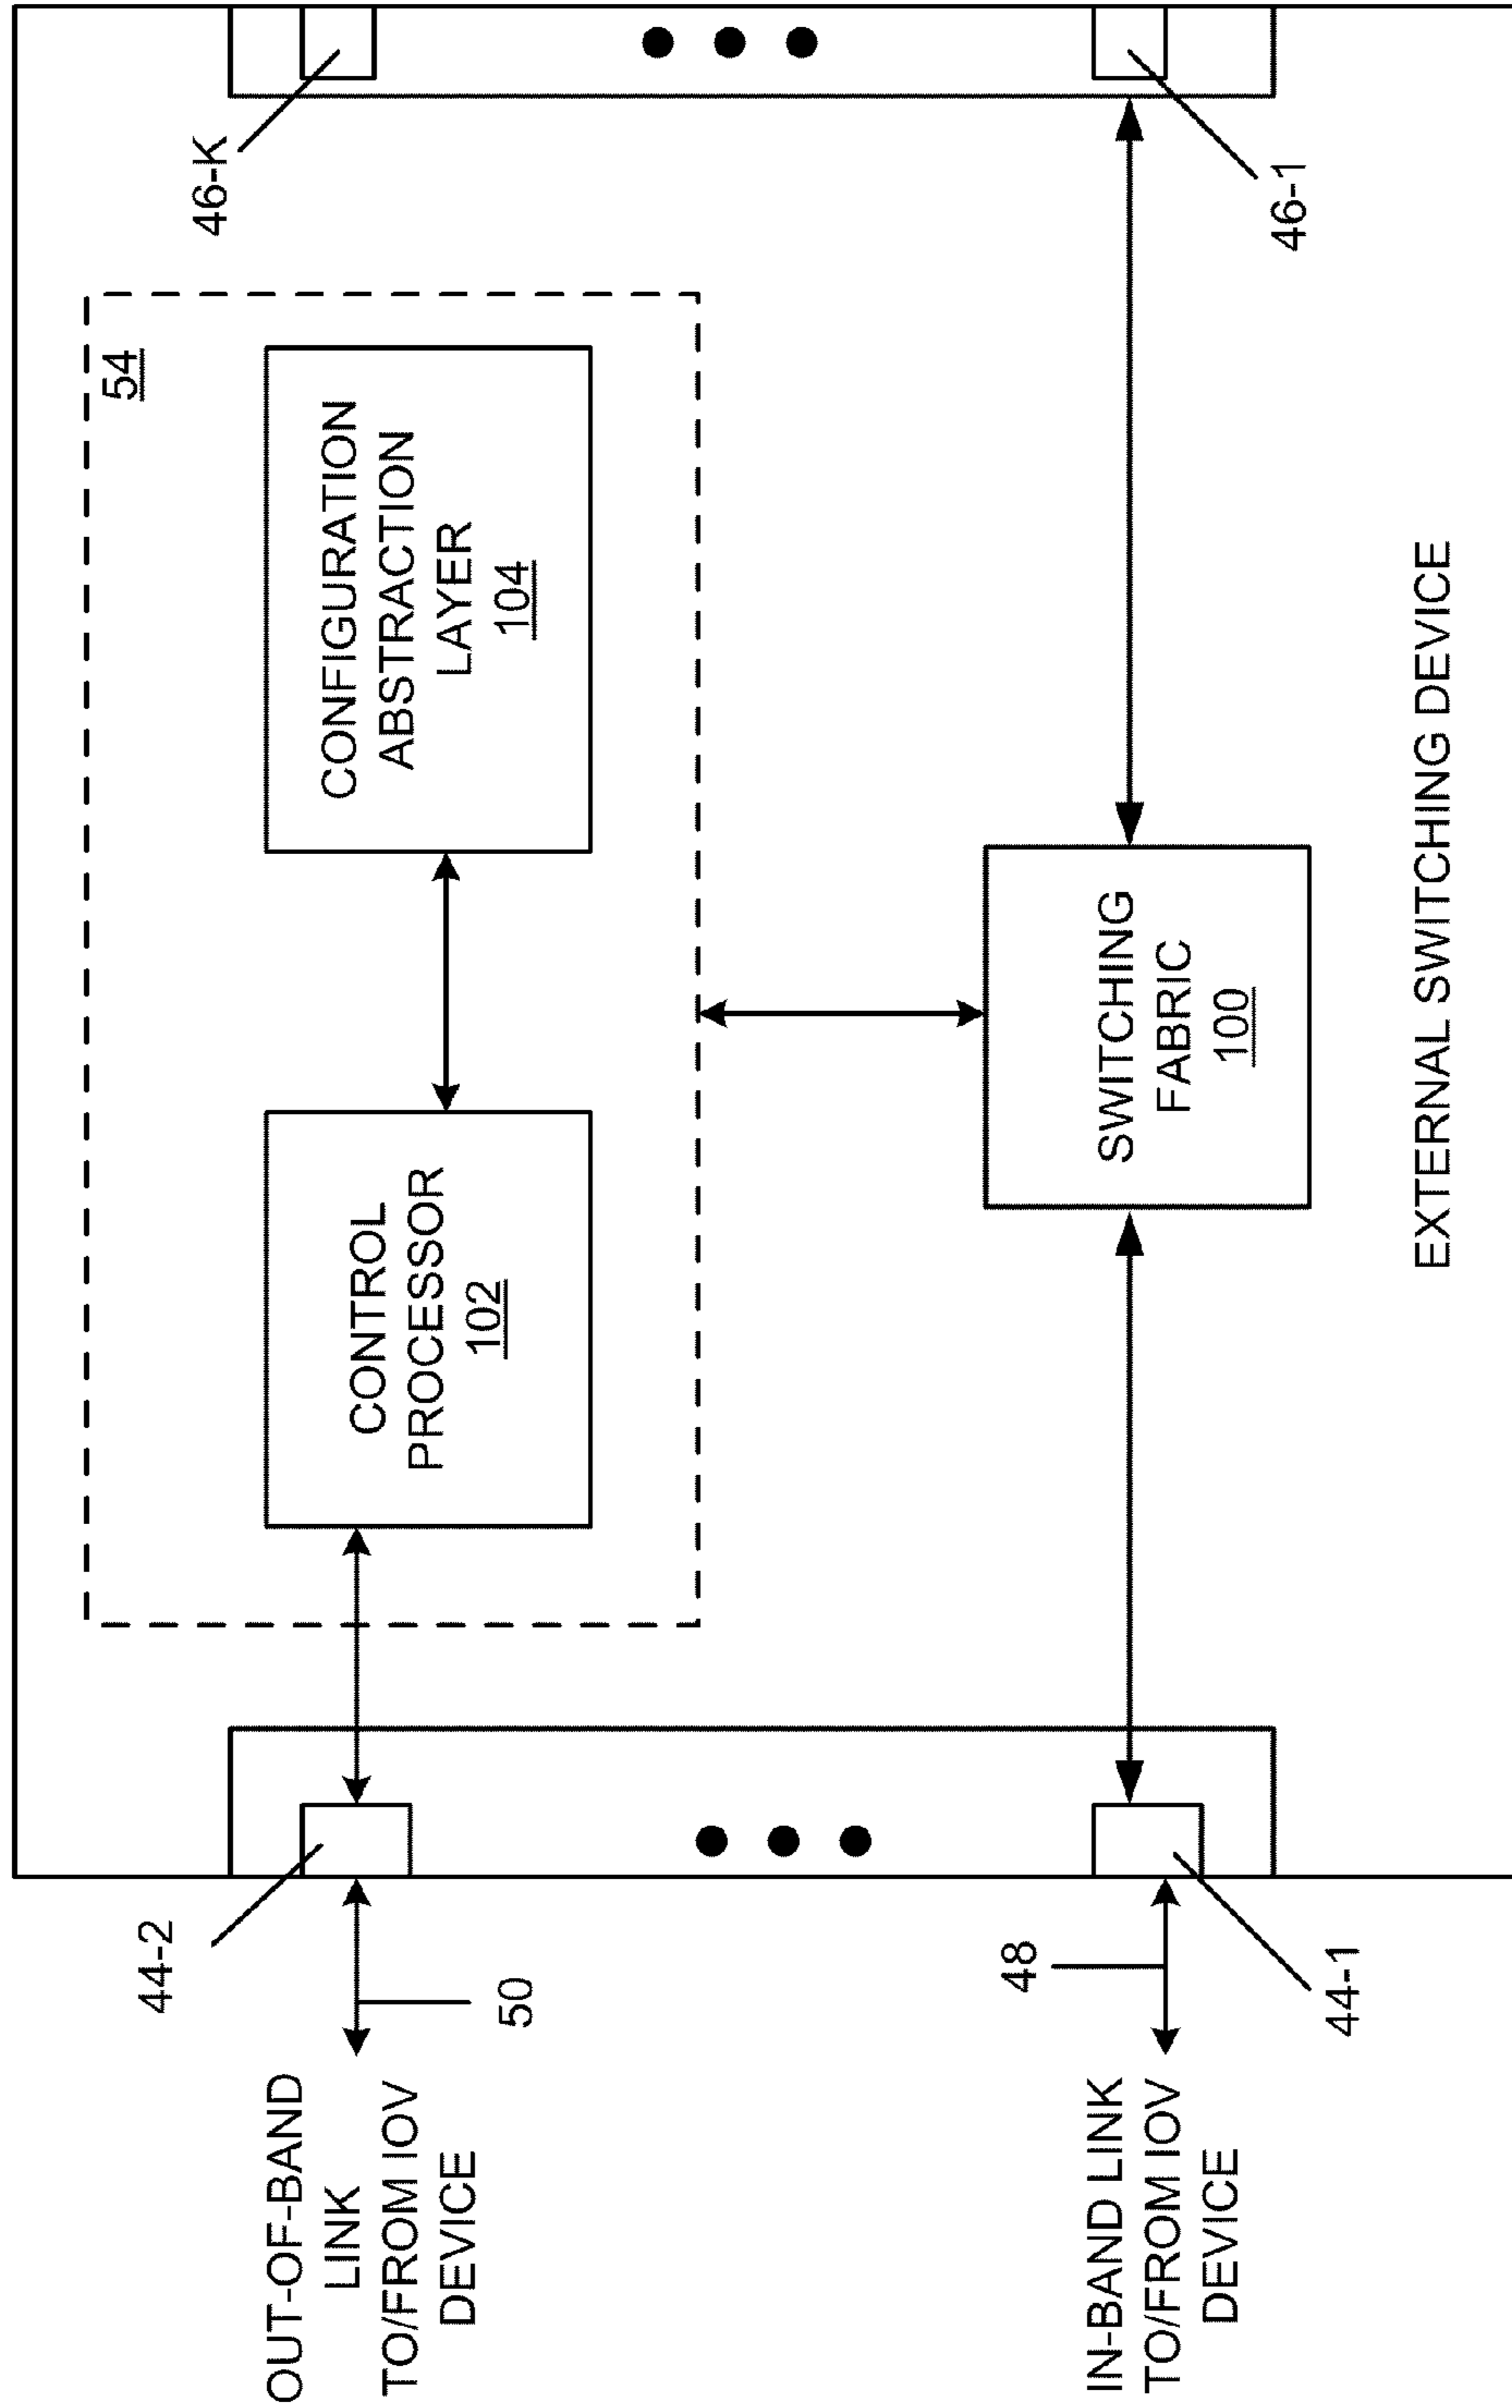 OUT-OF-BAND
LINK
TO/FROM IOV
DEVICE
50
44-2
CONTROL
PROCESSOR
102
CONFIGURATION
ABSTRACTION
LAYER
104
54
46-K
IN-BAND LINK
TO/FROM IOV
DEVICE
48
44-1
SWITCHING
FABRIC
100
46-1
EXTERNAL SWITCHING DEVICE